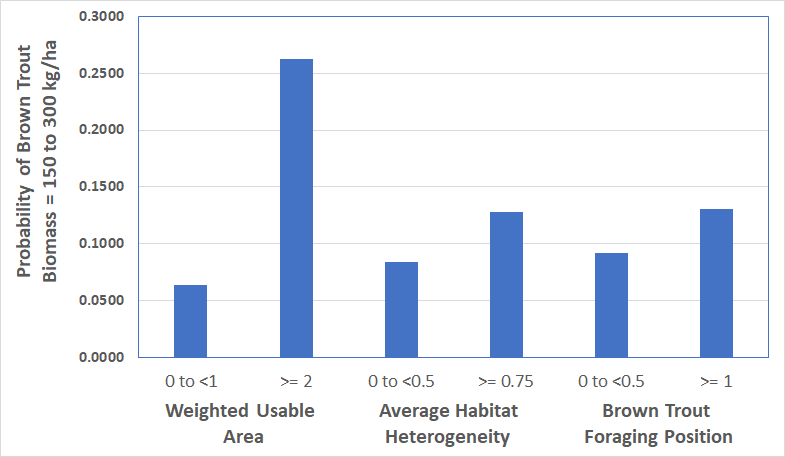 Probability of Brown Trout
Biomass = 150 to 300 kg/ha
0.3000
0.2500
0.2000
0.1500
0.1000
0.0500
0.0000
0 to <1
>= 2
0 to <0.5
>= 0.75
0 to <0.5
>= 1
Weighted Usable
Area
Average Habitat
Heterogeneity
Brown Trout
Foraging Position